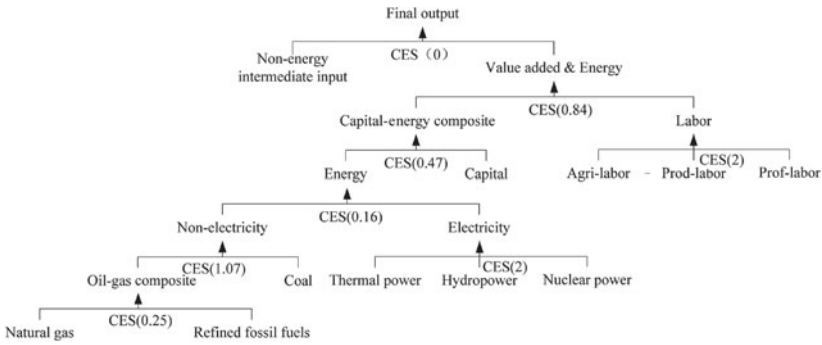 Final output
CES（0）
Non-energy
intermediate input
Value added & Energy
CES(0.84)
Capital-energy composite
Labor
CES(0.47)
CES(2)
Energy
Capital
Agri-labor - Prod-labor
Prof-labor
CES(0.16)
Non-electricity
Electricity
CES(1.07)
CES(2)
Oil-gas composite
Coal
Thermal power
Hydropower
Nuclear power
CES(0.25)
Natural gas
Refined fossil fuels